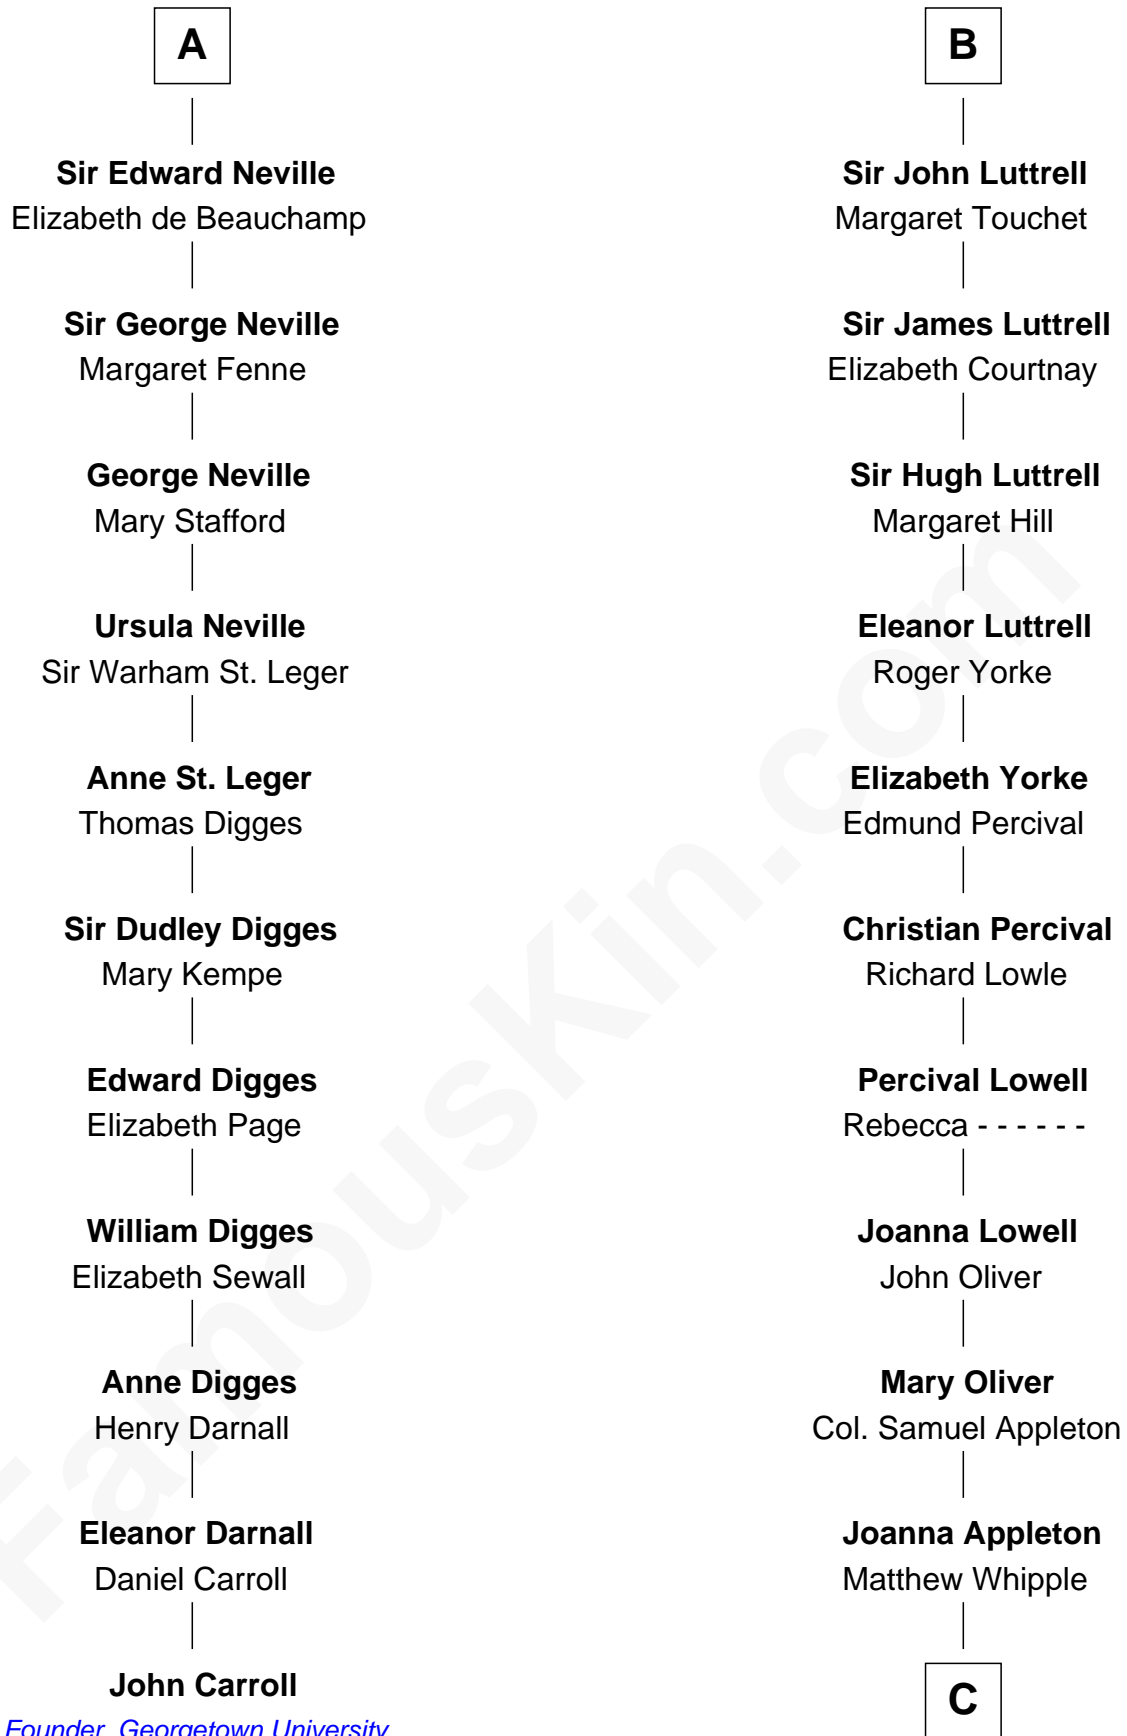 A
Sir Edward Neville
Elizabeth de Beauchamp
Sir George Neville
Margaret Fenne
George Neville
Mary Stafford
Ursula Neville
Sir Warham St. Leger
Anne St. Leger
Thomas Digges
Sir Dudley Digges
Mary Kempe
Edward Digges
Elizabeth Page
William Digges
Elizabeth Sewall
Anne Digges
Henry Darnall
Eleanor Darnall
Daniel Carroll
John Carroll
Founder, Georgetown University
B
Sir John Luttrell
Margaret Touchet
Sir James Luttrell
Elizabeth Courtnay
Sir Hugh Luttrell
Margaret Hill
Eleanor Luttrell
Roger Yorke
Elizabeth Yorke
Edmund Percival
Christian Percival
Richard Lowle
Percival Lowell
Rebecca - - - - - -
Joanna Lowell
John Oliver
Mary Oliver
Col. Samuel Appleton
Joanna Appleton
Matthew Whipple
C
FamousKin.com